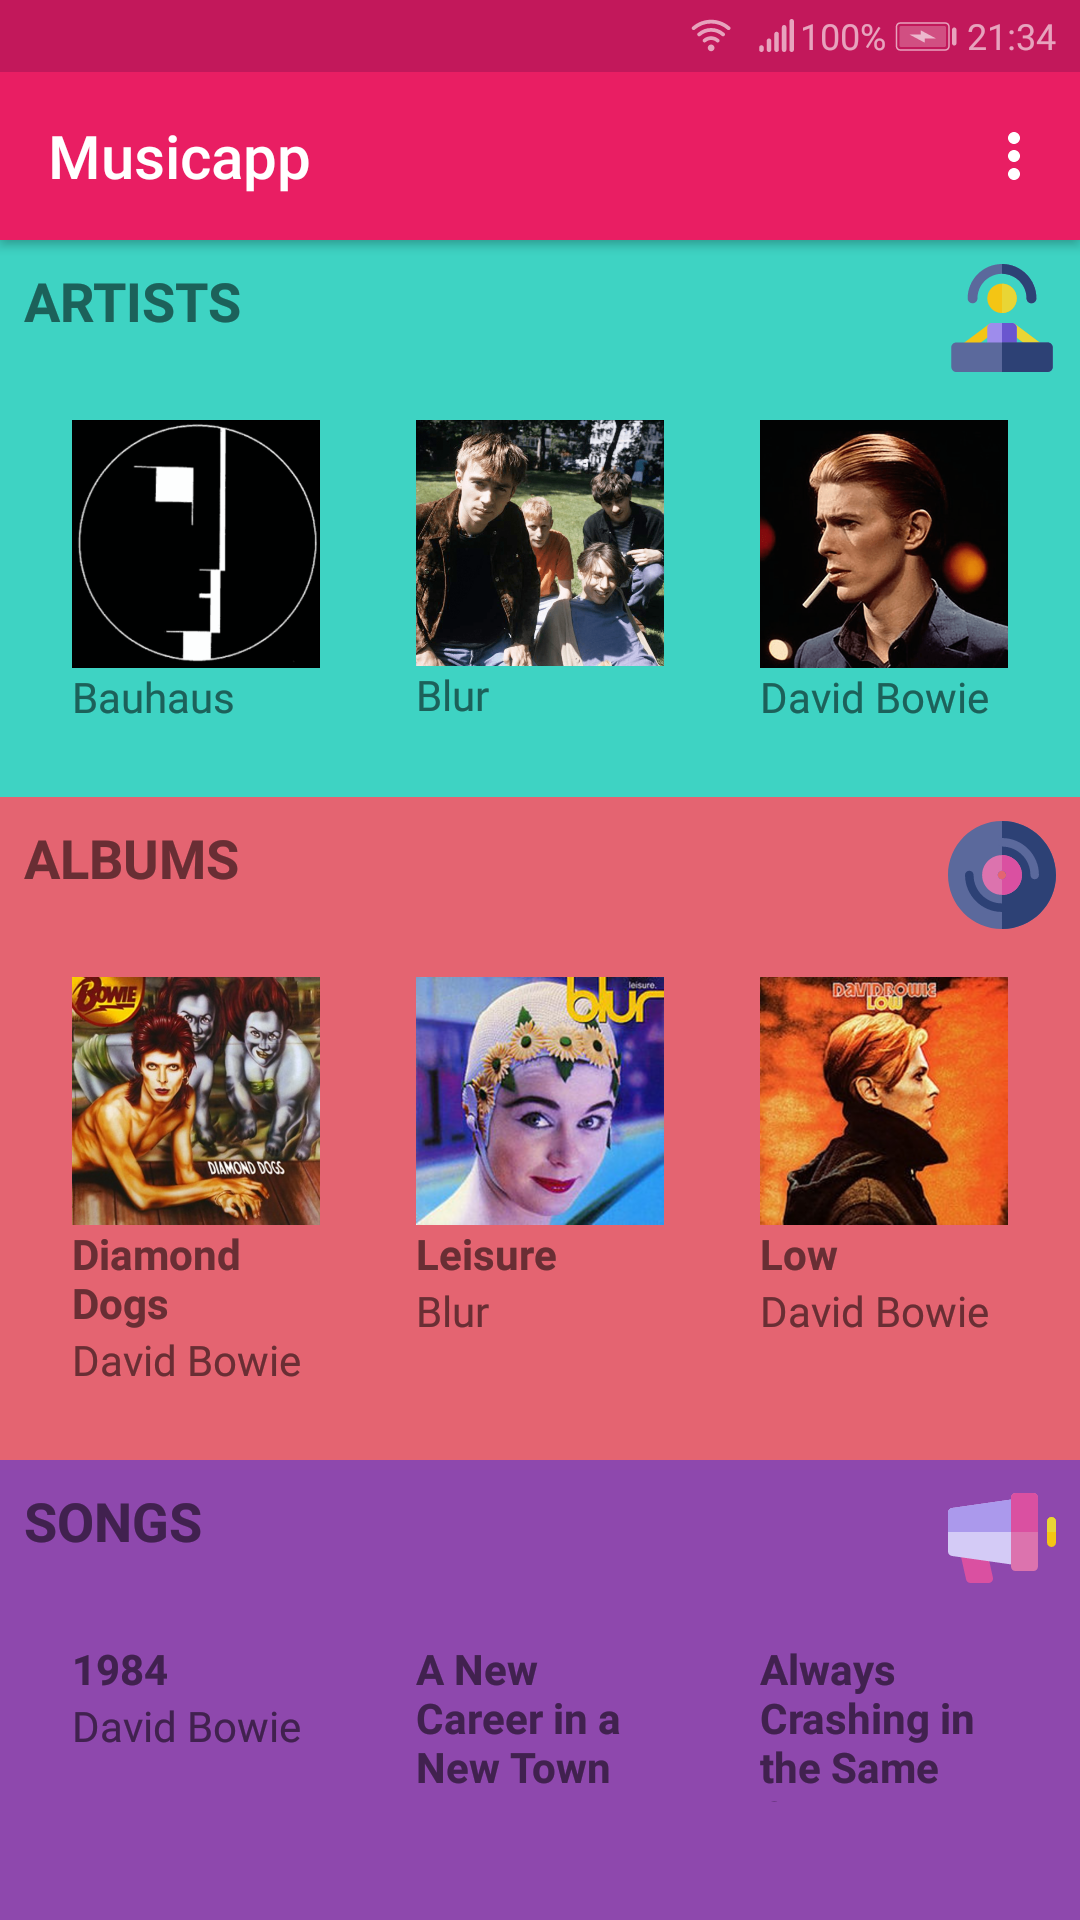 100% 21:34
Musicapp
ARTISTS
Bauhaus
Blur
David Bowie
ALBUMS
BOWIE
DIAMOND DOGS
leisure.
blur
DAVID BOWIE
LOW
Diamond
Dogs
David Bowie
Leisure
Blur
Low
David Bowie
SONGS
1984
David Bowie
A New
Career in a
New Town
Always
Crashing in
the Same